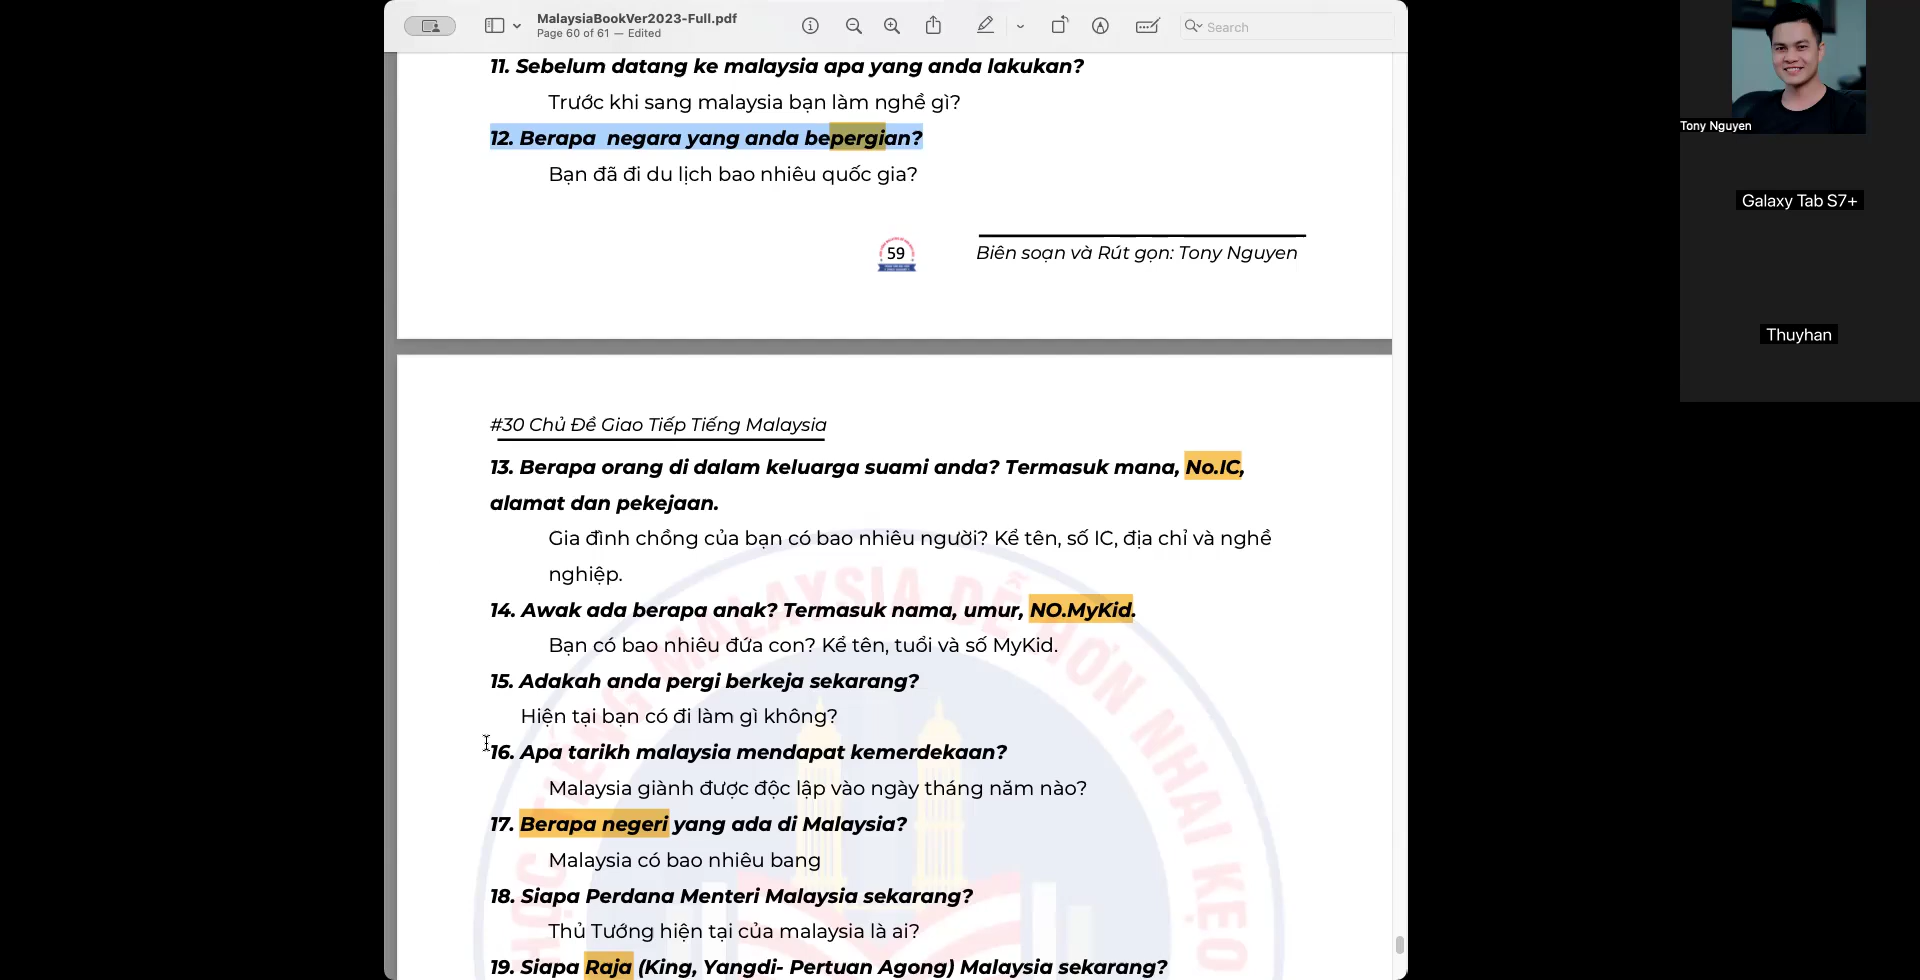 MalaysiaBookVer2023-Full.pdf
Page 60 of 61 — Edited
Search
11. Sebelum datang ke malaysia apa yang anda lakukan?
Trước khi sang malaysia bạn làm nghề gì?
12. Berapa negara yang anda bepergian?
Bạn đã đi du lịch bao nhiêu quốc gia?
59
Biên soạn và Rút gọn: Tony Nguyen
#30 Chủ Đề Giao Tiếp Tiếng Malaysia
13. Berapa orang di dalam keluarga suami anda? Termasuk mana, No.IC,
alamat dan pekejaan.
Gia đình chồng của bạn có bao nhiêu người? Kể tên, số IC, địa chỉ và nghề
nghiệp.
14. Awak ada berapa anak? Termasuk nama, umur, NO.MyKid.
Bạn có bao nhiêu đứa con? Kể tên, tuổi và số MyKid.
15. Adakah anda pergi berkeja sekarang?
Hiện tại bạn có đi làm gì không?
16. Apa tarikh malaysia mendapat kemerdekaan?
Malaysia giành được độc lập vào ngày tháng năm nào?
17. Berapa negeri yang ada di Malaysia?
Malaysia có bao nhiêu bang
18. Siapa Perdana Menteri Malaysia sekarang?
Thủ Tướng hiện tại của malaysia là ai?
19. Siapa Raja (King, Yangdi- Pertuan Agong) Malaysia sekarang?
TIẾNG MALAYSIA DỄ HƠN NHAI KẸO
Tony Nguyen
Galaxy Tab S7+
Thuyhan